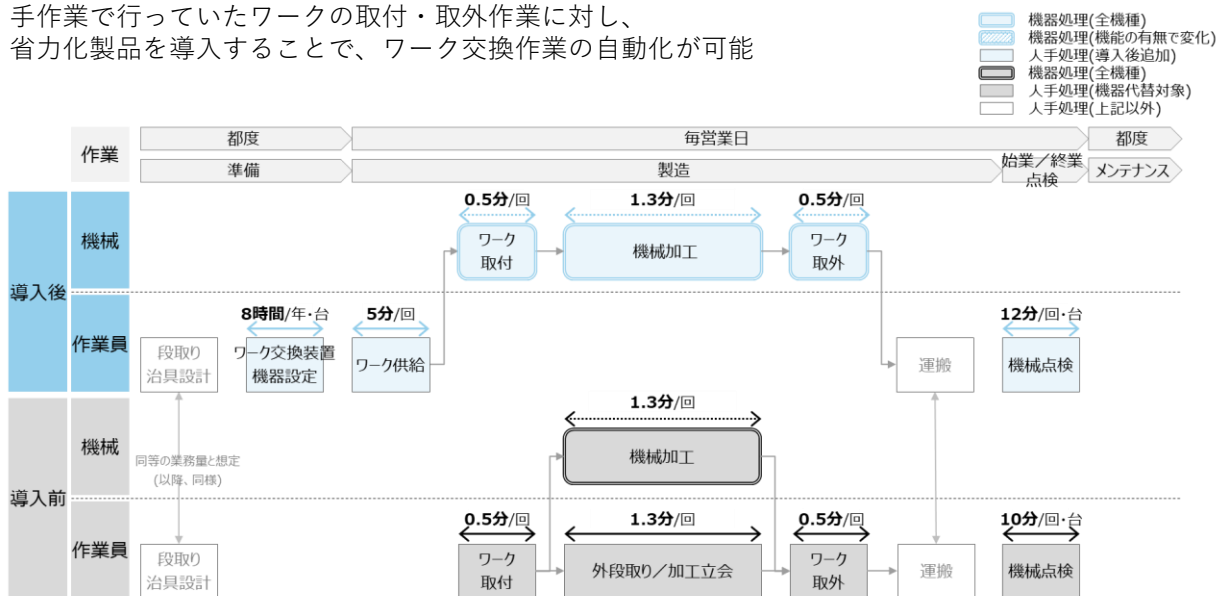 手作業で行っていたワークの取付・取外作業に対し、
省力化製品を導入することで、ワーク交換作業の自動化が可能
機器処理(全機種)
機器処理(機能の有無で変化)
人手処理(導入後追加)
機器処理(全機種)
人手処理(機器代替対象)
人手処理(上記以外)
作業
都度
毎営業日
都度
準備
製造
始業／終業
点検
メンテナンス
導入後
機械
0.5分/回
1.3分/回
0.5分/回
ワーク
取付
機械加工
ワーク
取外
作業員
8時間/年・台
5分/回
12分/回・台
段取り
治具設計
ワーク交換装置
機器設定
ワーク供給
運搬
機械点検
導入前
機械
1.3分/回
機械加工
同等の業務量と想定
(以降、同様)
作業員
0.5分/回
1.3分/回
0.5分/回
10分/回・台
段取り
治具設計
ワーク
取付
外段取り／加工立会
ワーク
取外
運搬
機械点検